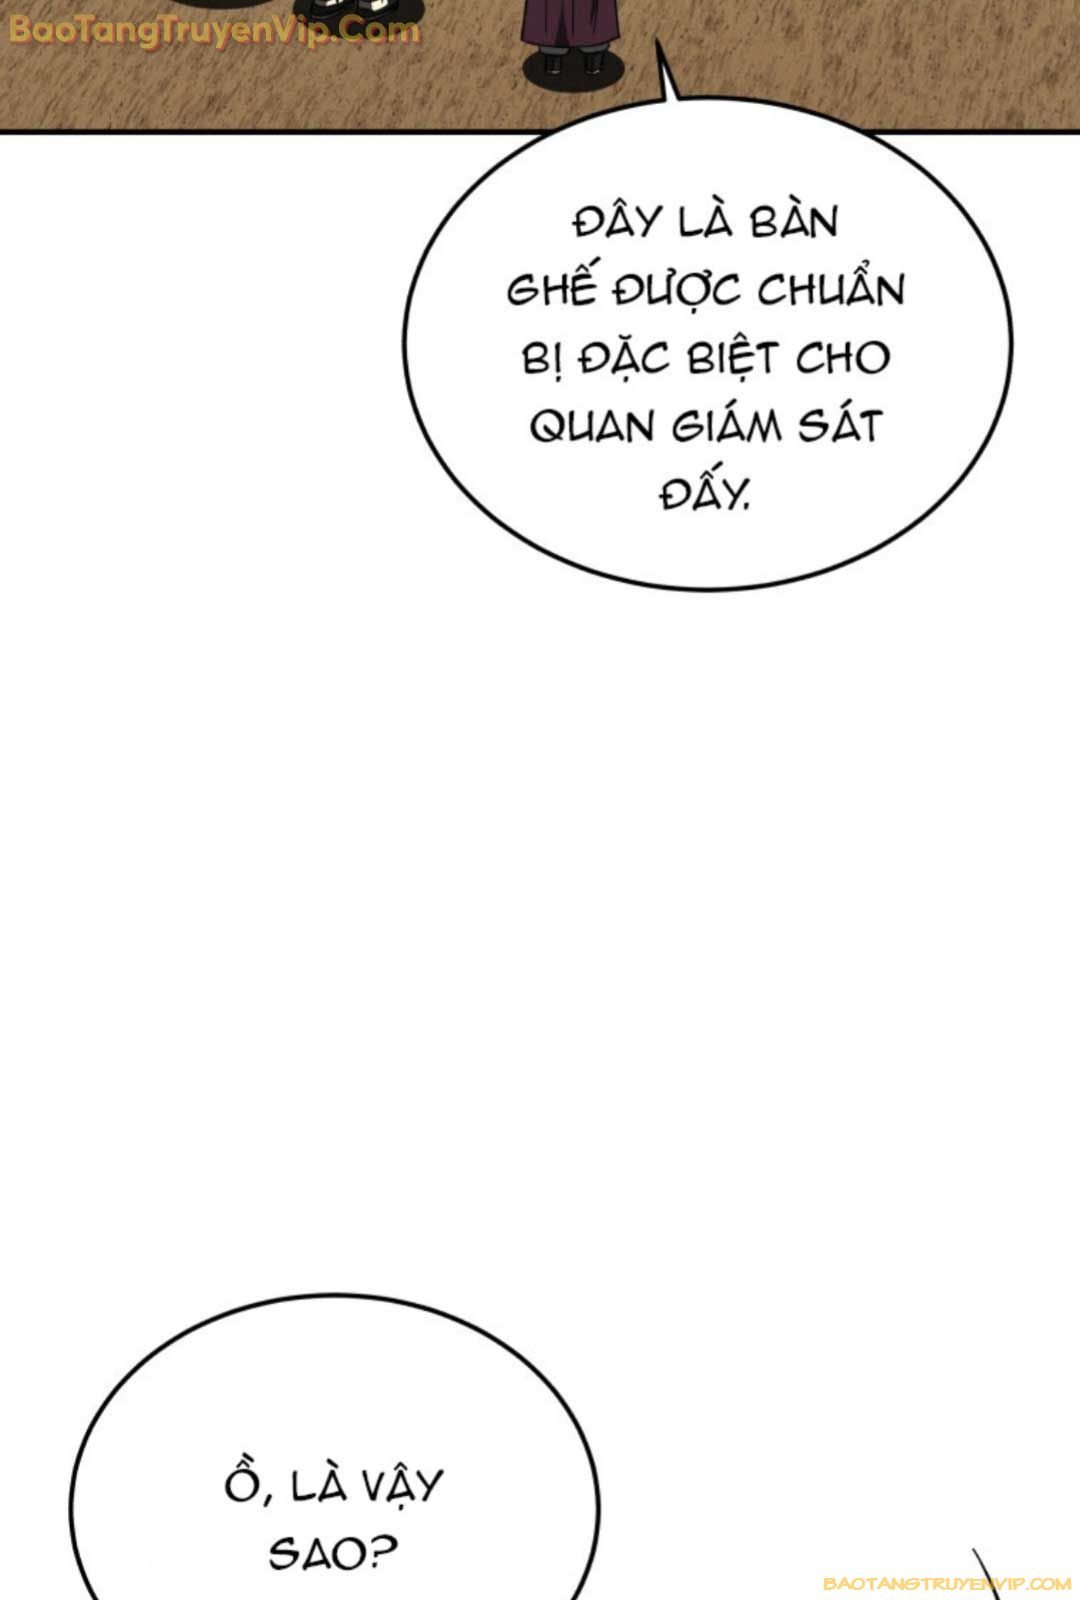 BaoTangTruyenVip.Com
ĐÂY LÀ BÀN
GHẾ ĐƯỢC CHUẨN
BỊ ĐẶC BIỆT CHO
QUAN GIÁM SÁT
ĐẤY.
Ồ, LÀ VẬY
SAO?
BAOTANGTRUYENVIP.COM